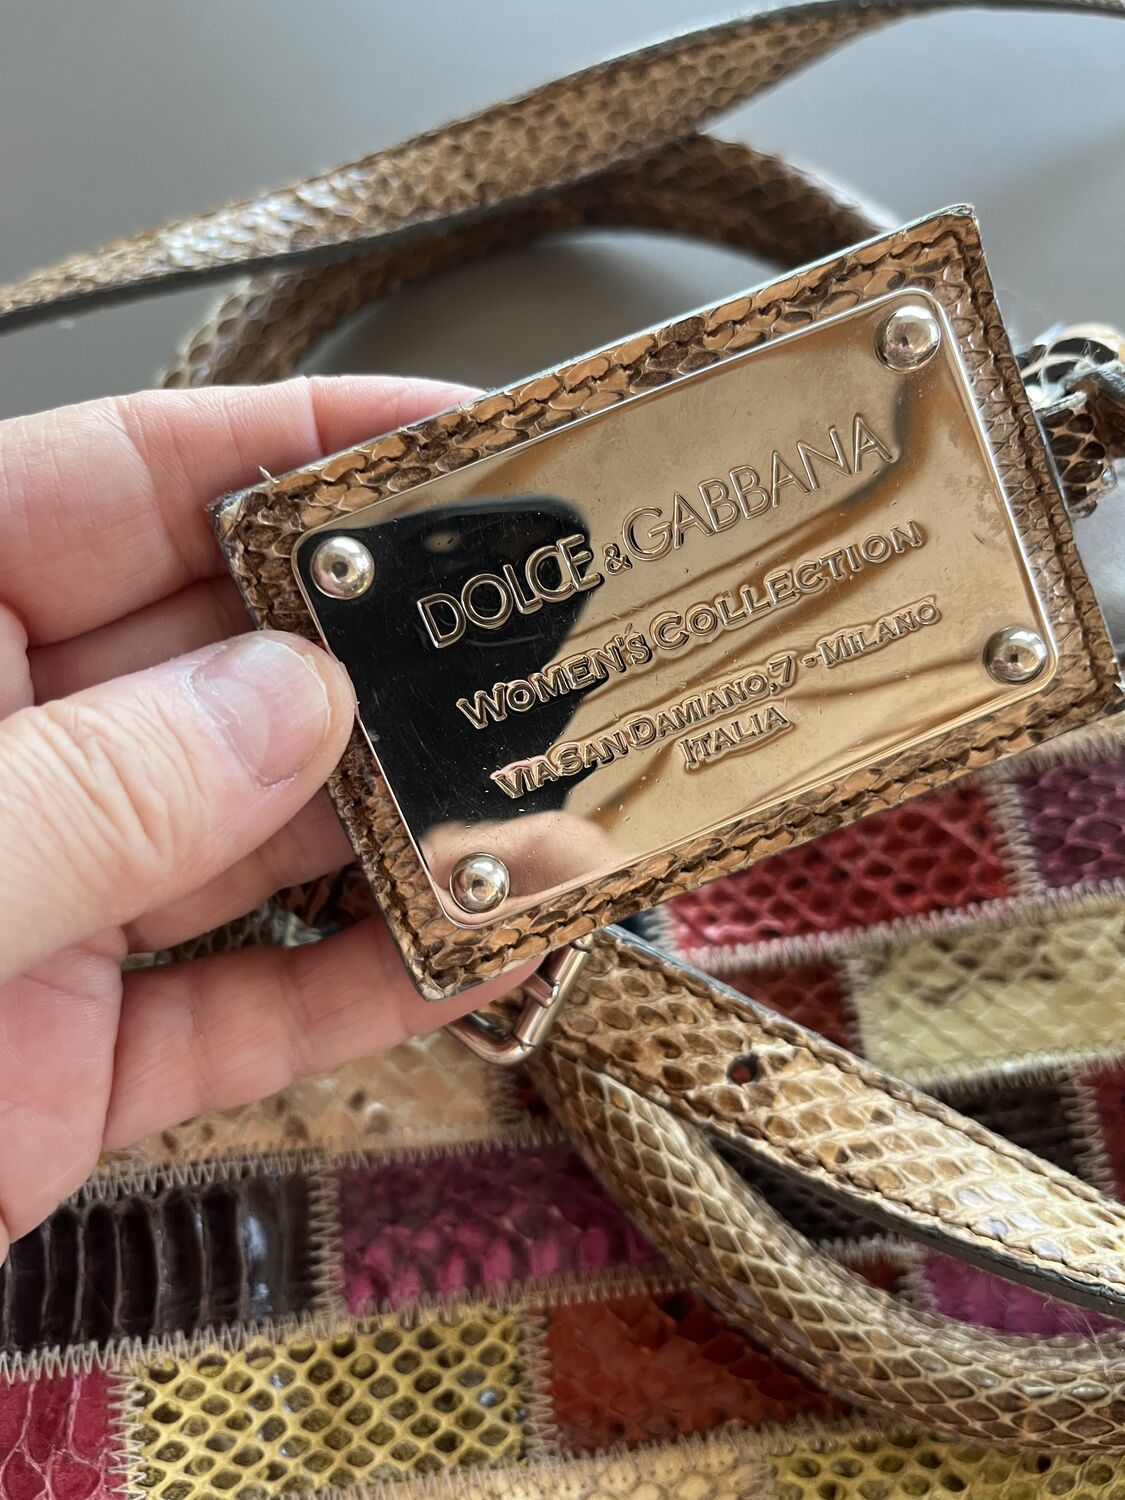 DOLCE & GABBANA
WOMEN'S COLLECTION
VIA SAN DAMIANO,7 - MILANO
ITALIA